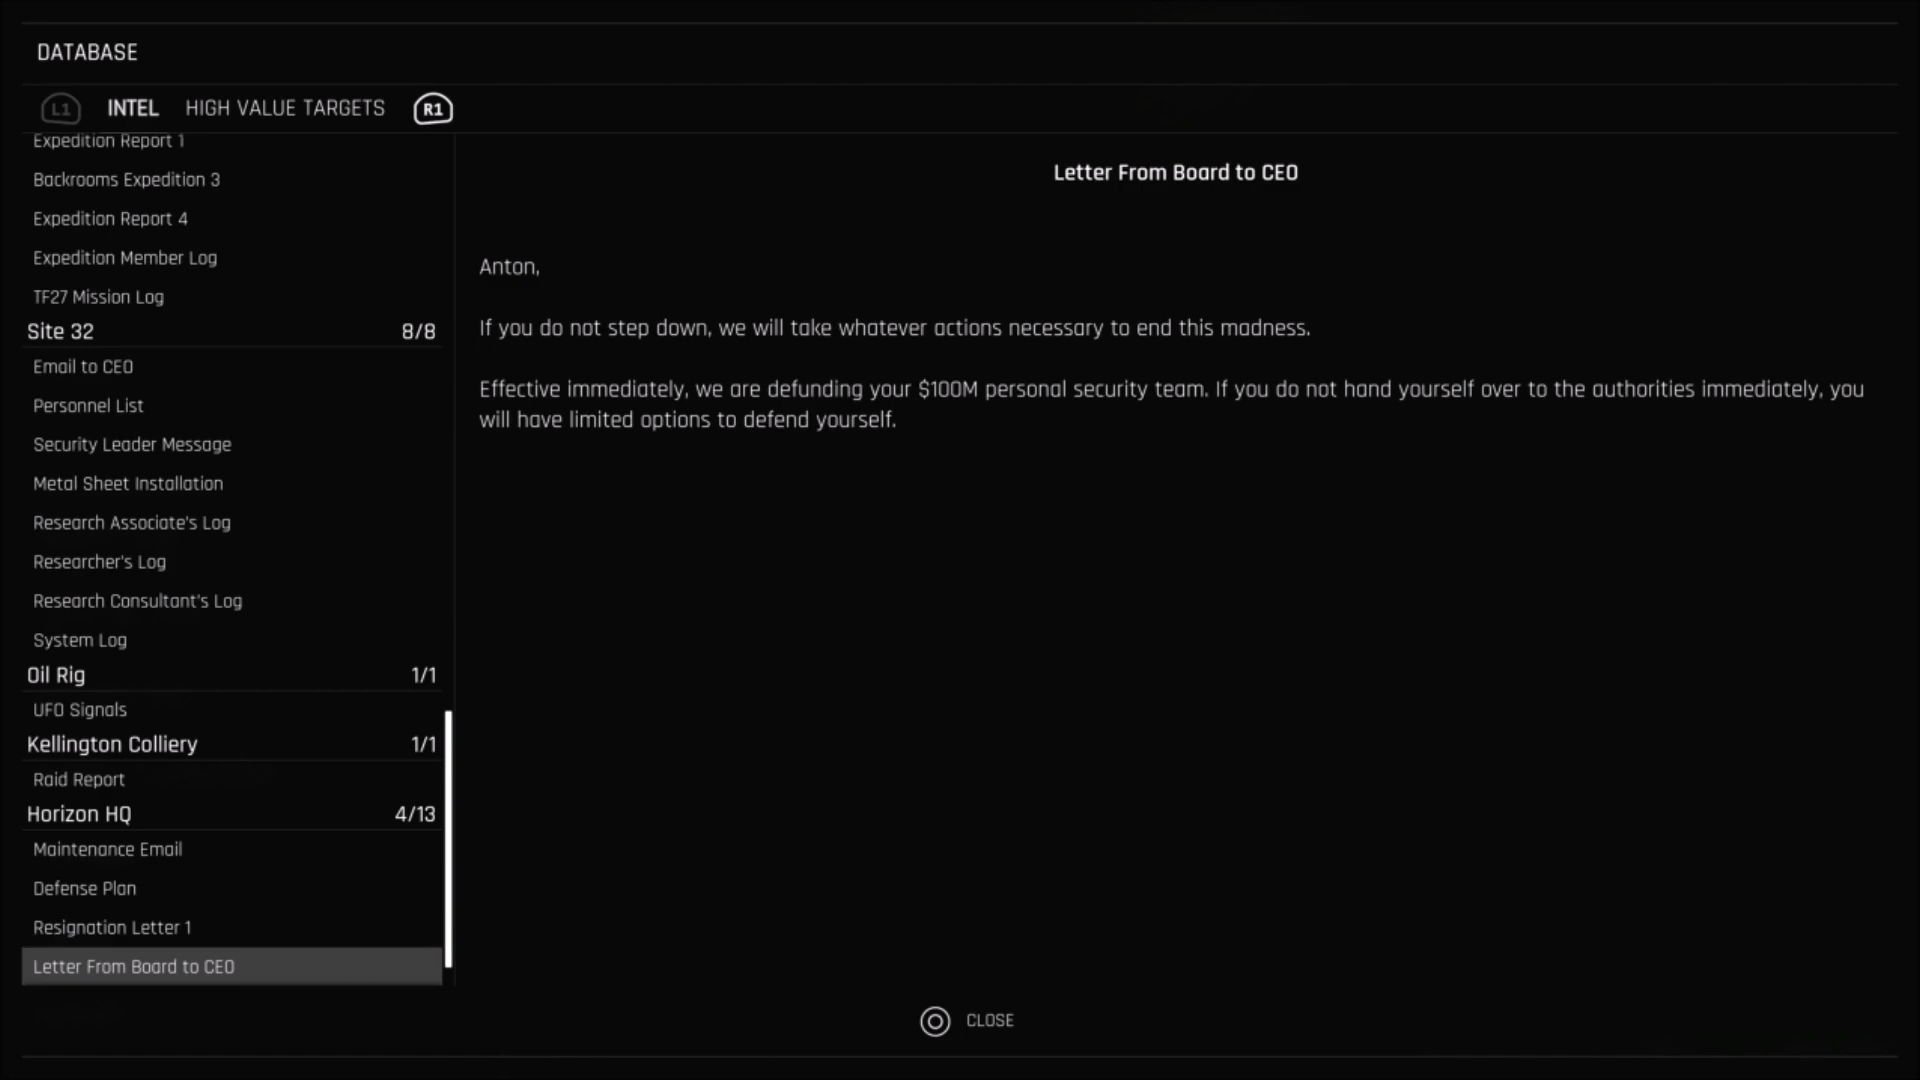 DATABASE
L1 INTEL HIGH VALUE TARGETS R1
Expedition Report 1
Backrooms Expedition 3
Expedition Report 4
Expedition Member Log
TF27 Mission Log
Site 32 8/8
Email to CEO
Personnel List
Security Leader Message
Metal Sheet Installation
Research Associate's Log
Researcher's Log
Research Consultant's Log
System Log
Oil Rig 1/1
UFO Signals
Kellington Colliery 1/1
Raid Report
Horizon HQ 4/13
Maintenance Email
Defense Plan
Resignation Letter 1
Letter From Board to CEO
Letter From Board to CEO
Anton,
If you do not step down, we will take whatever actions necessary to end this madness.
Effective immediately, we are defunding your $100M personal security team. If you do not hand yourself over to the authorities immediately, you
will have limited options to defend yourself.
CLOSE